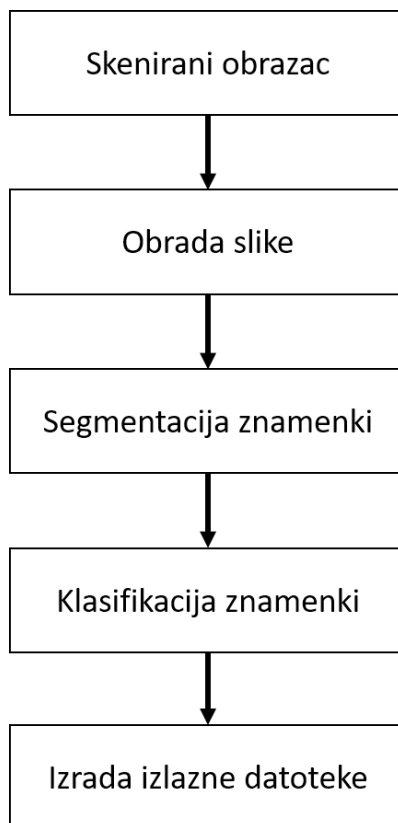 Skenirani obrazac
Obrada slike
Segmentacija znamenki
Klasifikacija znamenki
Izrada izlazne datoteke